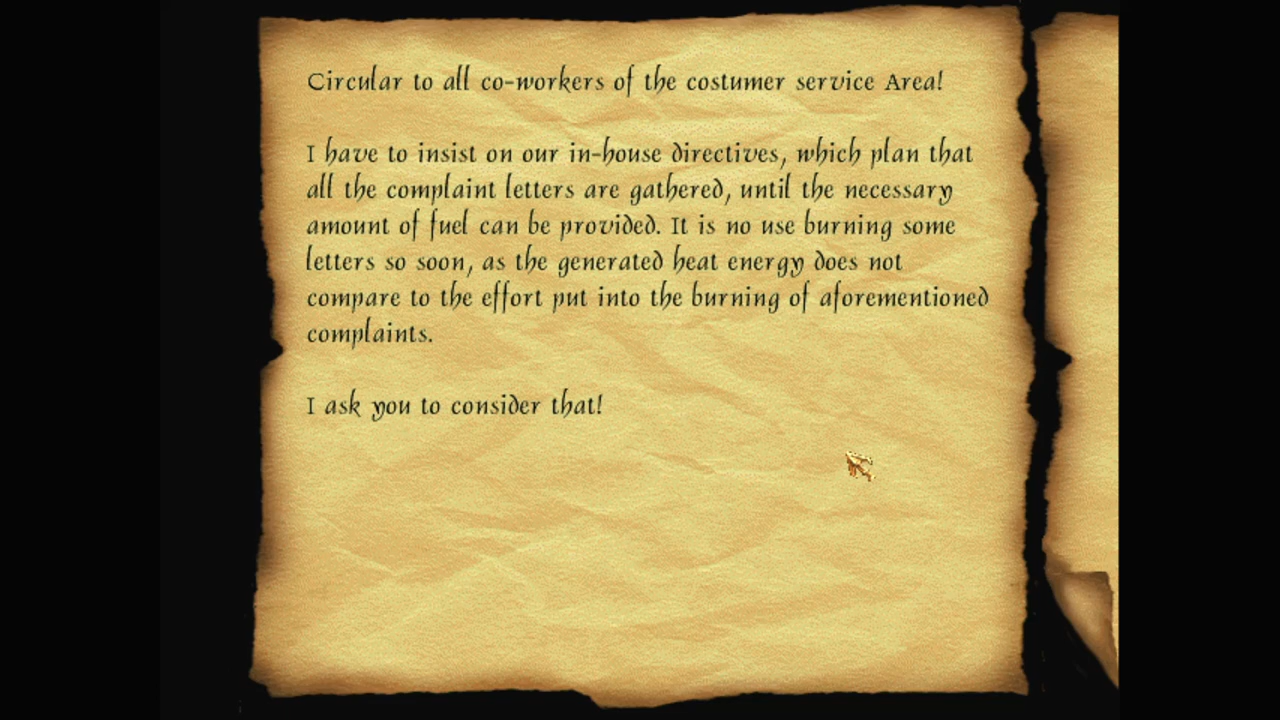 Circular to all co-workers of the costumer service Area!
I have to insist on our in-house directives, which plan that
all the complaint letters are gathered, until the necessary
amount of fuel can be provided. It is no use burning some
letters so soon, as the generated heat energy does not
compare to the effort put into the burning of aforementioned
complaints.
I ask you to consider that!